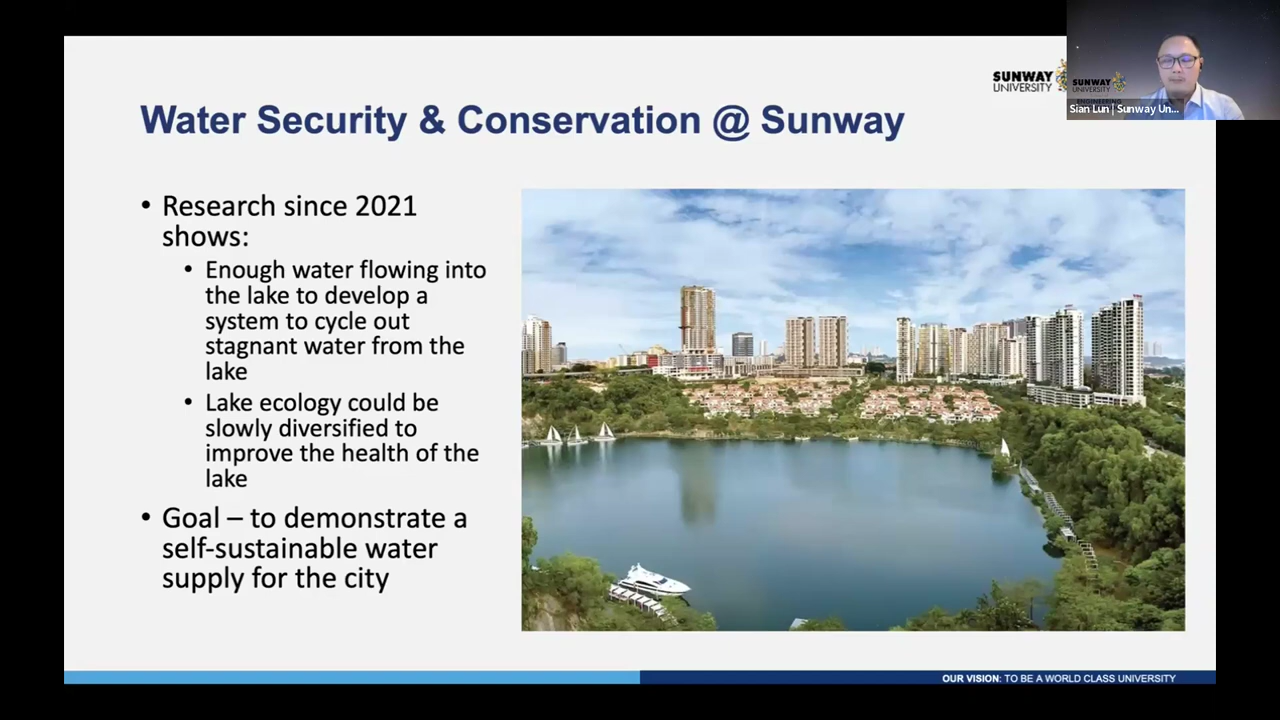 Water Security & Conservation @ Sunway
• Research since 2021
shows:
• Enough water flowing into
the lake to develop a
system to cycle out
stagnant water from the
lake
• Lake ecology could be
slowly diversified to
improve the health of the
lake
• Goal – to demonstrate a
self-sustainable water
supply for the city
SUNWAY
UNIVERSITY
SUNWAY
UNIVERSITY
ENGINEERING
Sian Lun | Sunway Un...
OUR VISION: TO BE A WORLD CLASS UNIVERSITY